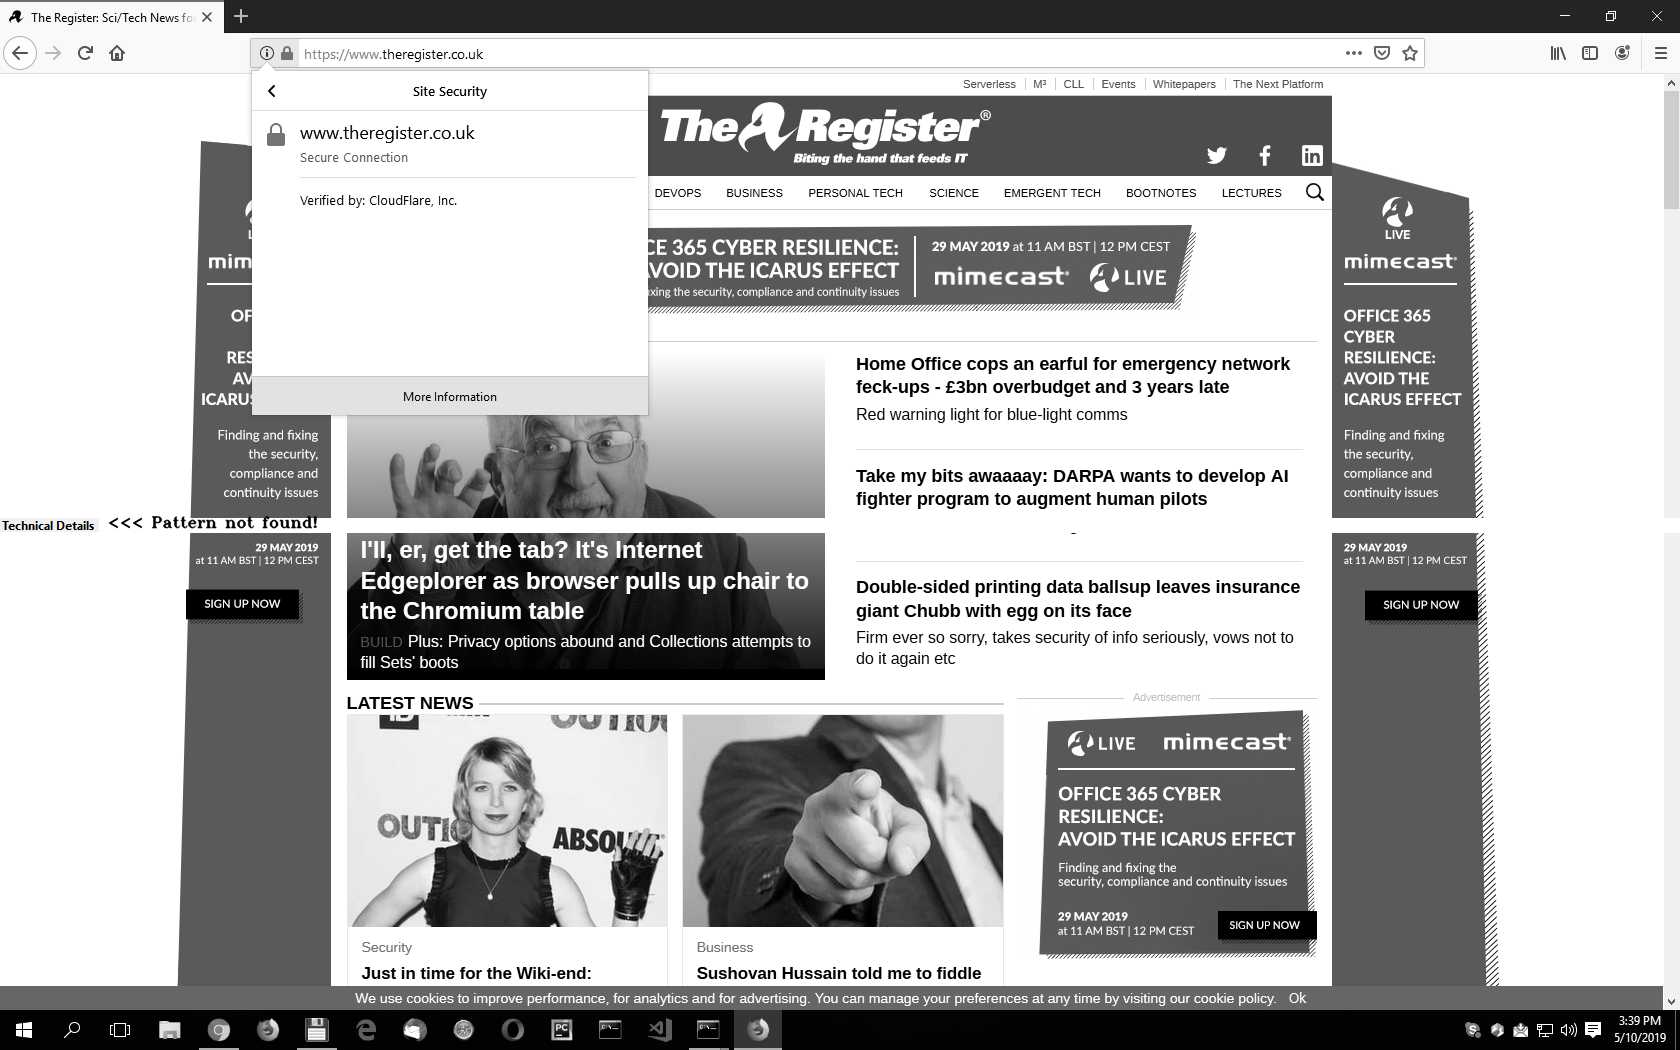 The Register: Sci/Tech News fo
https://www.theregister.co.uk
Site Security
www.theregister.co.uk
Secure Connection
Verified by: CloudFlare, Inc.
More Information
Serverless
M³
CLL
Events
Whitepapers
The Next Platform
The Register®
Biting the hand that feeds IT
DEVOPS
BUSINESS
PERSONAL TECH
SCIENCE
EMERGENT TECH
BOOTNOTES
LECTURES
CE 365 CYBER RESILIENCE:
AVOID THE ICARUS EFFECT
xing the security, compliance and continuity issues
29 MAY 2019 at 11 AM BST | 12 PM CEST
mimecast®
LIVE
L
mim
OF
RES
AV
ICARUS
Finding and fixing
the security,
compliance and
continuity issues
Technical Details
<<< Pattern not found!
29 MAY 2019
at 11 AM BST | 12 PM CEST
SIGN UP NOW
I'll, er, get the tab? It's Internet
Edgeplorer as browser pulls up chair to
the Chromium table
BUILD Plus: Privacy options abound and Collections attempts to
fill Sets' boots
Home Office cops an earful for emergency network
feck-ups - £3bn overbudget and 3 years late
Red warning light for blue-light comms
Take my bits awaaaay: DARPA wants to develop AI
fighter program to augment human pilots
Double-sided printing data ballsup leaves insurance
giant Chubb with egg on its face
Firm ever so sorry, takes security of info seriously, vows not to
do it again etc
LIVE
mimecast®
OFFICE 365
CYBER
RESILIENCE:
AVOID THE
ICARUS EFFECT
Finding and fixing
the security,
compliance and
continuity issues
29 MAY 2019
at 11 AM BST | 12 PM CEST
SIGN UP NOW
LATEST NEWS
OUT
ABSOLUT
Security
Just in time for the Wiki-end:
Business
Sushovan Hussain told me to fiddle
Advertisement
LIVE
mimecast®
OFFICE 365 CYBER
RESILIENCE:
AVOID THE ICARUS EFFECT
Finding and fixing the
security, compliance and continuity issues
29 MAY 2019
at 11 AM BST | 12 PM CEST
SIGN UP NOW
We use cookies to improve performance, for analytics and for advertising. You can manage your preferences at any time by visiting our cookie policy.
Ok
PC
3:39 PM
5/10/2019